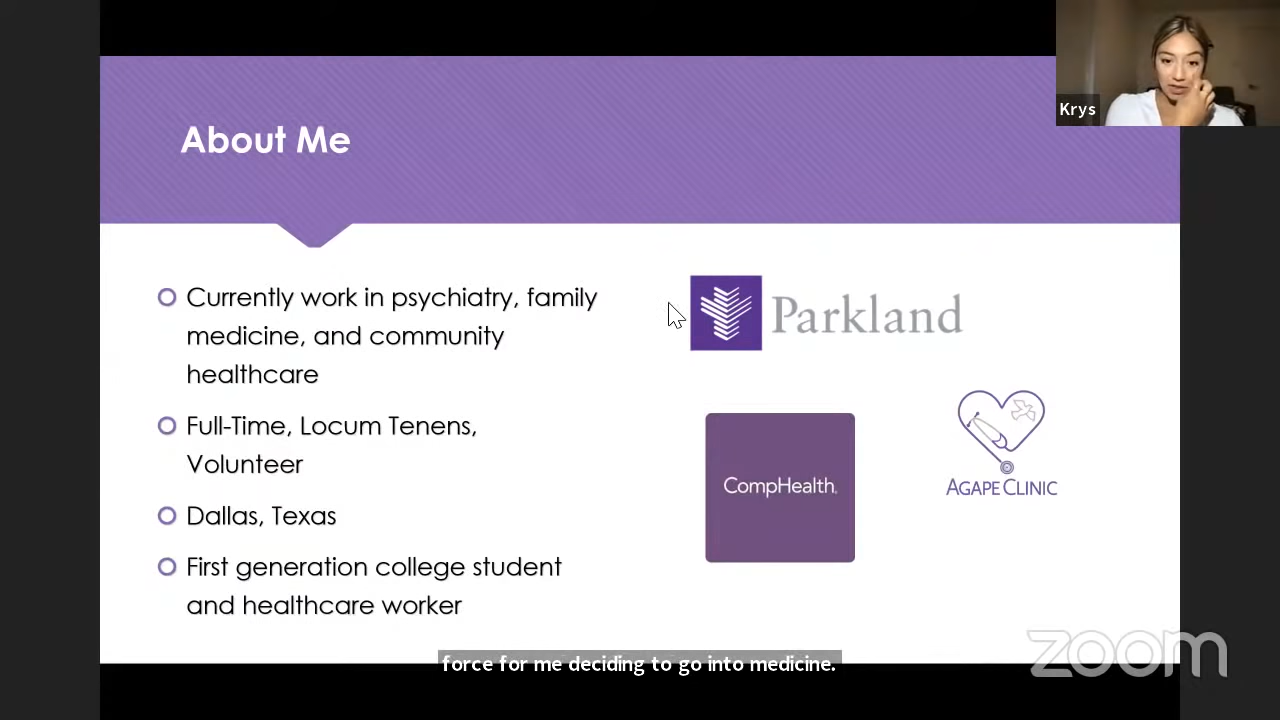 Krys
About Me
Currently work in psychiatry, family
medicine, and community
healthcare
Full-Time, Locum Tenens,
Volunteer
Dallas, Texas
First generation college student
and healthcare worker
Parkland
CompHealth.
AGAPE CLINIC
zoom
force for me deciding to go into medicine.